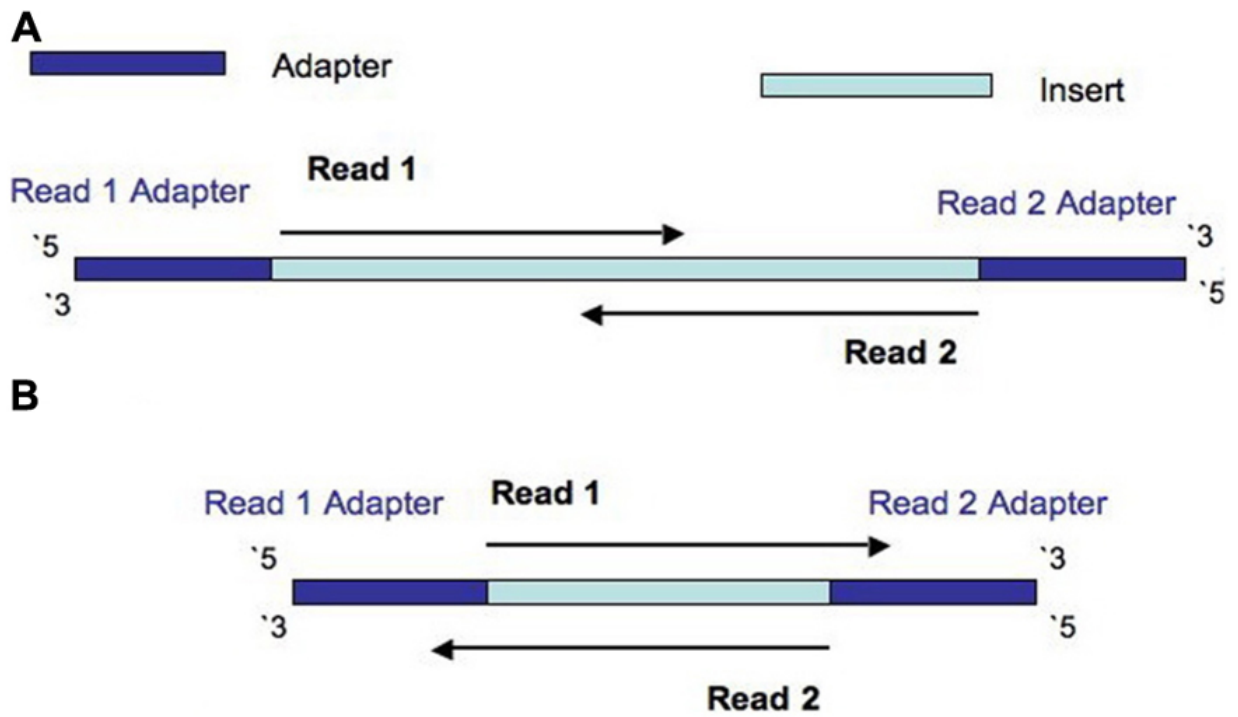 A
Adapter
Insert
Read 1
Read 1 Adapter
Read 2 Adapter
`5
`3
`3
`5
Read 2
B
Read 1 Adapter
Read 1
Read 2 Adapter
`5
`3
`3
`5
Read 2